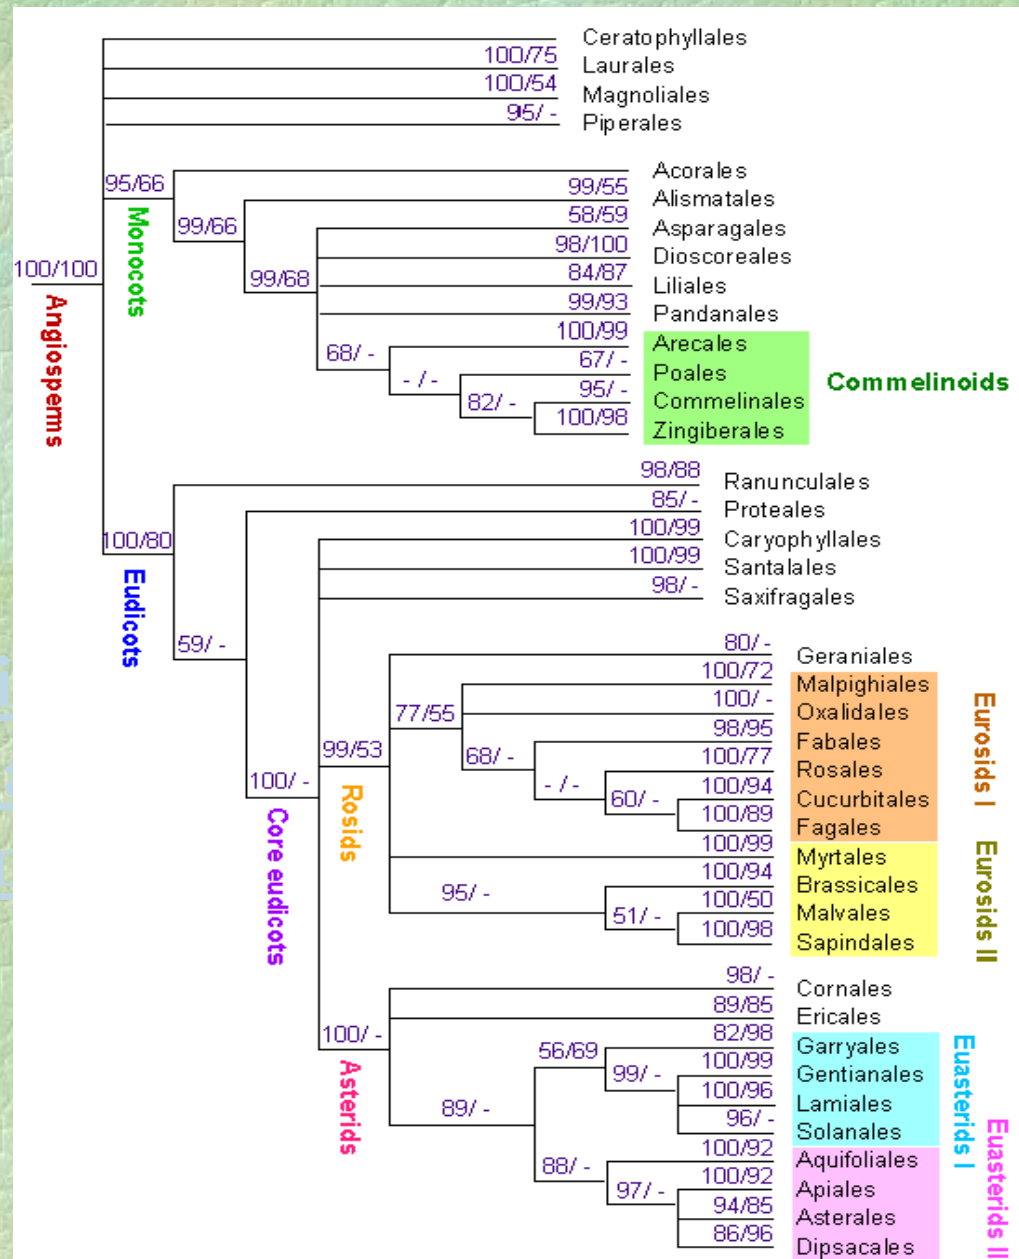 Ceratophyllales
100/75
Laurales
100/54
Magnoliales
95/ -
Piperales
Acorales
95/66
99/55
Alismatales
Monocots
99/66
58/59
Asparagales
98/100
Dioscoreales
100/100
99/68
84/87
Liliales
99/93
Pandanales
Angiosperms
100/99
Arecales
68/ -
67/ -
Poales
- / -
95/ -
Commelinales
Commelinoids
82/ -
100/98
Zingiberales
98/88
Ranunculales
85/ -
Proteales
100/80
100/99
Caryophyllales
Eudicots
100/99
Santalales
98/ -
Saxifragales
59/ -
80/ -
Geraniales
100/72
Malpighiales
77/55
100/ -
Oxalidales
98/95
Fabales
Eurosids I
99/53
68/ -
100/77
Rosales
100/ -
- / -
100/94
Cucurbitales
60/ -
100/89
Fagales
Rosids
Core eudicots
100/99
Myrtales
Eurosids II
95/ -
100/94
Brassicales
51/ -
100/50
Malvales
100/98
Sapindales
98/ -
Cornales
89/85
Ericales
100/ -
82/98
Garryales
Asterids
56/69
100/99
Gentianales
Euasterids I
99/ -
100/96
Lamiales
89/ -
96/ -
Solanales
100/92
Aquifoliales
Euasterids II
88/ -
100/92
Apiales
97/ -
94/85
Asterales
86/96
Dipsacales